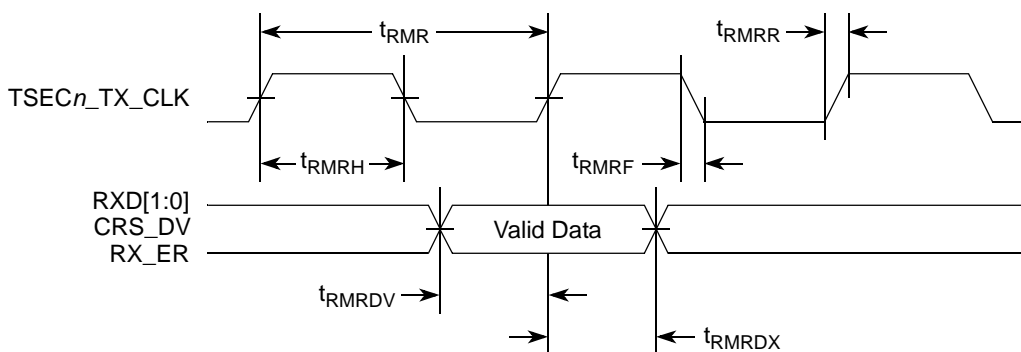 tRMR
tRMRR
TSECn_TX_CLK
tRMRH
tRMRF
RXD[1:0]
CRS_DV
Valid Data
RX_ER
tRMRDV
tRMRDX